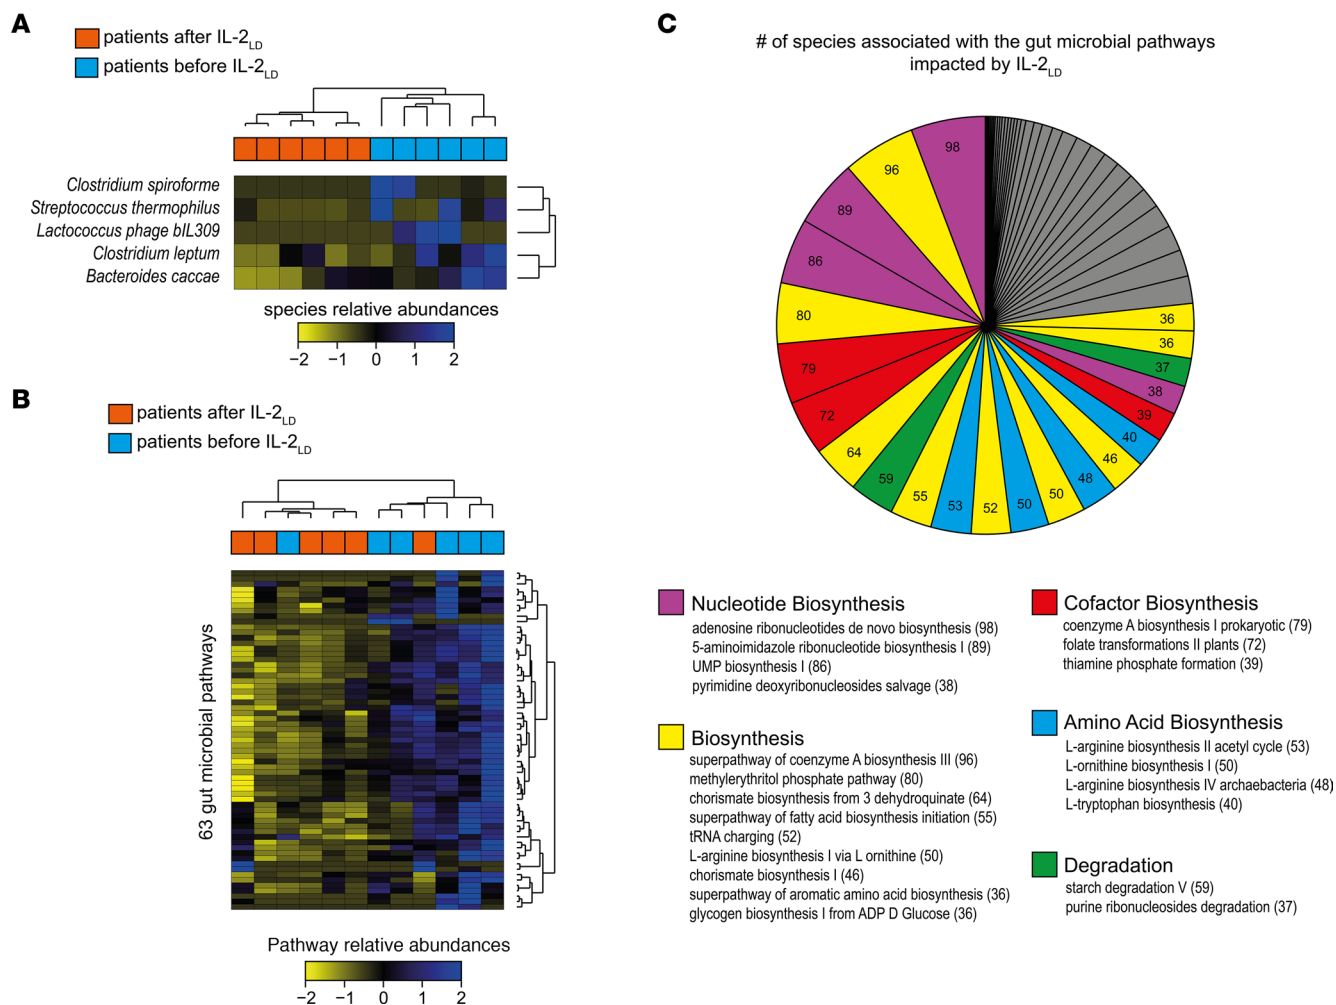 A
patients after IL-2LD
patients before IL-2LD
Clostridium spiroforme
Streptococcus thermophilus
Lactococcus phage bIL309
Clostridium leptum
Bacteroides caccae
species relative abundances
−2 −1 0 1 2
B
patients after IL-2LD
patients before IL-2LD
63 gut microbial pathways
Pathway relative abundances
−2 −1 0 1 2
C
# of species associated with the gut microbial pathways
impacted by IL-2LD
98
96
89
86
80
79
72
64
59
55
53
52
50
50
48
46
40
39
38
37
36
36
Nucleotide Biosynthesis
adenosine ribonucleotides de novo biosynthesis (98)
5-aminoimidazole ribonucleotide biosynthesis I (89)
UMP biosynthesis I (86)
pyrimidine deoxyribonucleosides salvage (38)
Biosynthesis
superpathway of coenzyme A biosynthesis III (96)
methylerythritol phosphate pathway (80)
chorismate biosynthesis from 3 dehydroquinate (64)
superpathway of fatty acid biosynthesis initiation (55)
tRNA charging (52)
L-arginine biosynthesis I via L ornithine (50)
chorismate biosynthesis I (46)
superpathway of aromatic amino acid biosynthesis (36)
glycogen biosynthesis I from ADP D Glucose (36)
Cofactor Biosynthesis
coenzyme A biosynthesis I prokaryotic (79)
folate transformations II plants (72)
thiamine phosphate formation (39)
Amino Acid Biosynthesis
L-arginine biosynthesis II acetyl cycle (53)
L-ornithine biosynthesis I (50)
L-arginine biosynthesis IV archaebacteria (48)
L-tryptophan biosynthesis (40)
Degradation
starch degradation V (59)
purine ribonucleosides degradation (37)